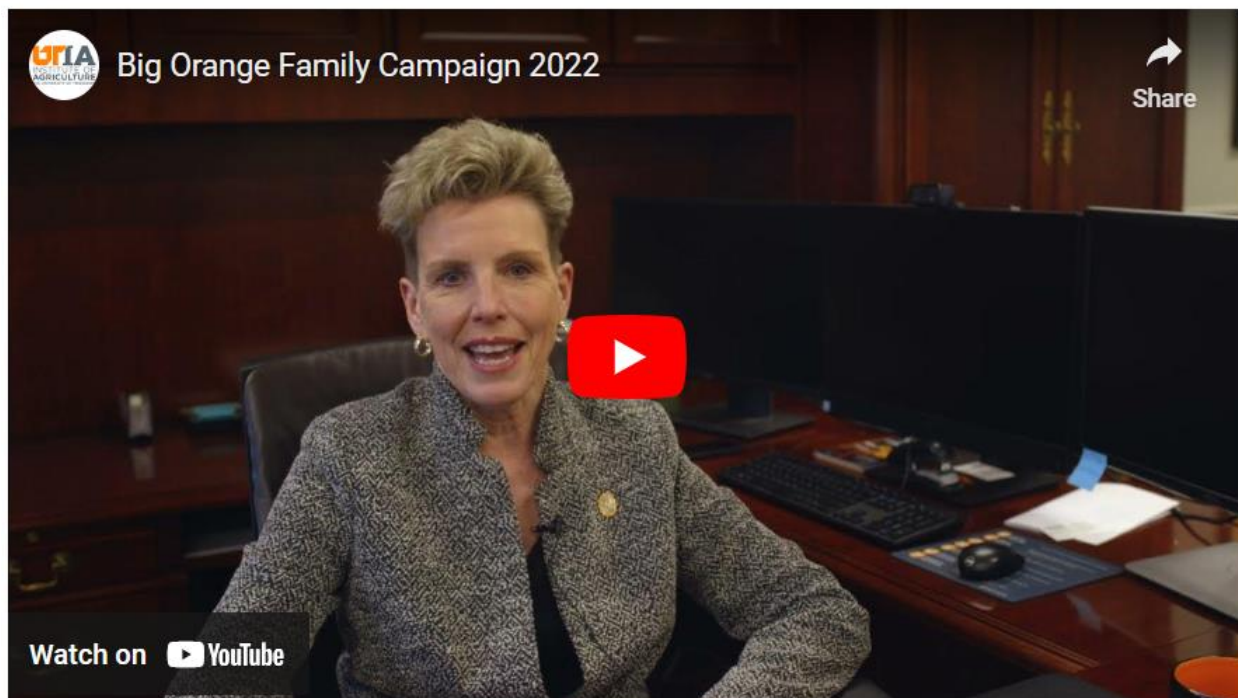 UTIA
INSTITUTE OF
AGRICULTURE
Big Orange Family Campaign 2022
Share
Watch on YouTube